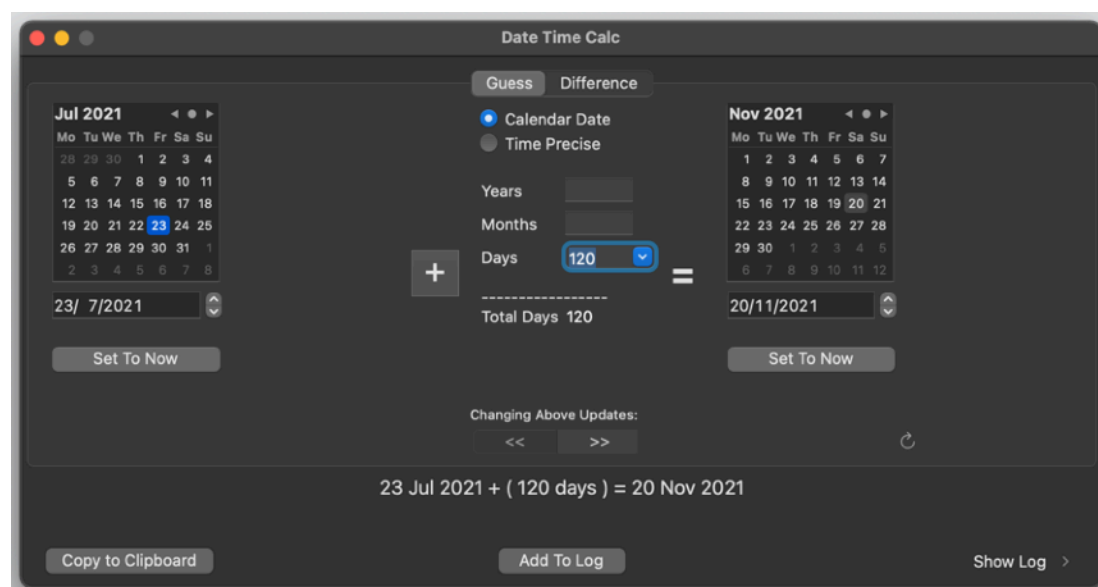 Date Time Calc
Guess Difference
Jul 2021
Mo Tu We Th Fr Sa Su
28 29 30 1 2 3 4
5 6 7 8 9 10 11
12 13 14 15 16 17 18
19 20 21 22 23 24 25
26 27 28 29 30 31 1
2 3 4 5 6 7 8
23/ 7/2021
Set To Now
Calendar Date
Time Precise
Years
Months
+
Days 120
=
------------------
Total Days 120
Changing Above Updates:
<< >>
Nov 2021
Mo Tu We Th Fr Sa Su
1 2 3 4 5 6 7
8 9 10 11 12 13 14
15 16 17 18 19 20 21
22 23 24 25 26 27 28
29 30 1 2 3 4 5
6 7 8 9 10 11 12
20/11/2021
Set To Now
23 Jul 2021 + ( 120 days ) = 20 Nov 2021
Copy to Clipboard
Add To Log
Show Log >